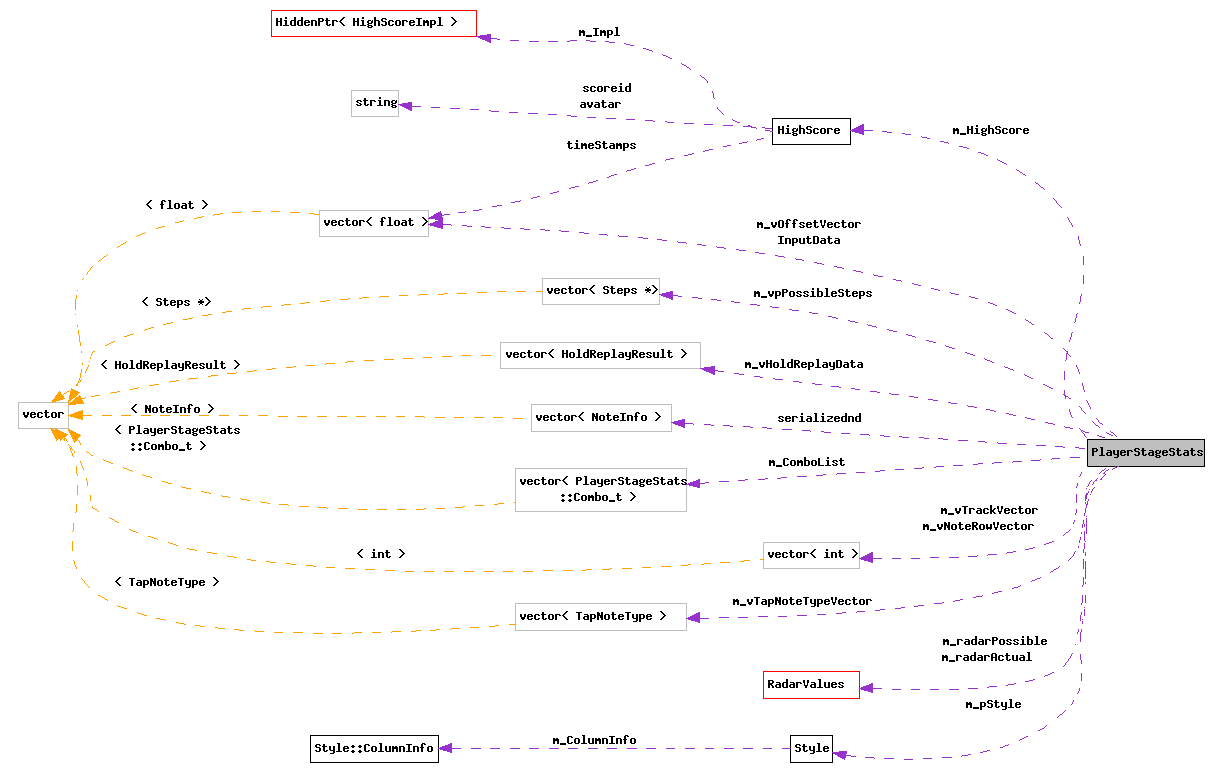 HiddenPtr< HighScoreImpl >
m_Impl
string
scoreid
avatar
HighScore
m_HighScore
timeStamps
< float >
vector< float >
m_vOffsetVector
InputData
< Steps *>
vector< Steps *>
m_vpPossibleSteps
< HoldReplayResult >
vector< HoldReplayResult >
m_vHoldReplayData
vector
< NoteInfo >
vector< NoteInfo >
serializednd
< PlayerStageStats
::Combo_t >
PlayerStageStats
m_ComboList
vector< PlayerStageStats
::Combo_t >
m_vTrackVector
m_vNoteRowVector
< int >
vector< int >
< TapNoteType >
m_vTapNoteTypeVector
vector< TapNoteType >
m_radarPossible
m_radarActual
RadarValues
m_pStyle
Style::ColumnInfo
m_ColumnInfo
Style